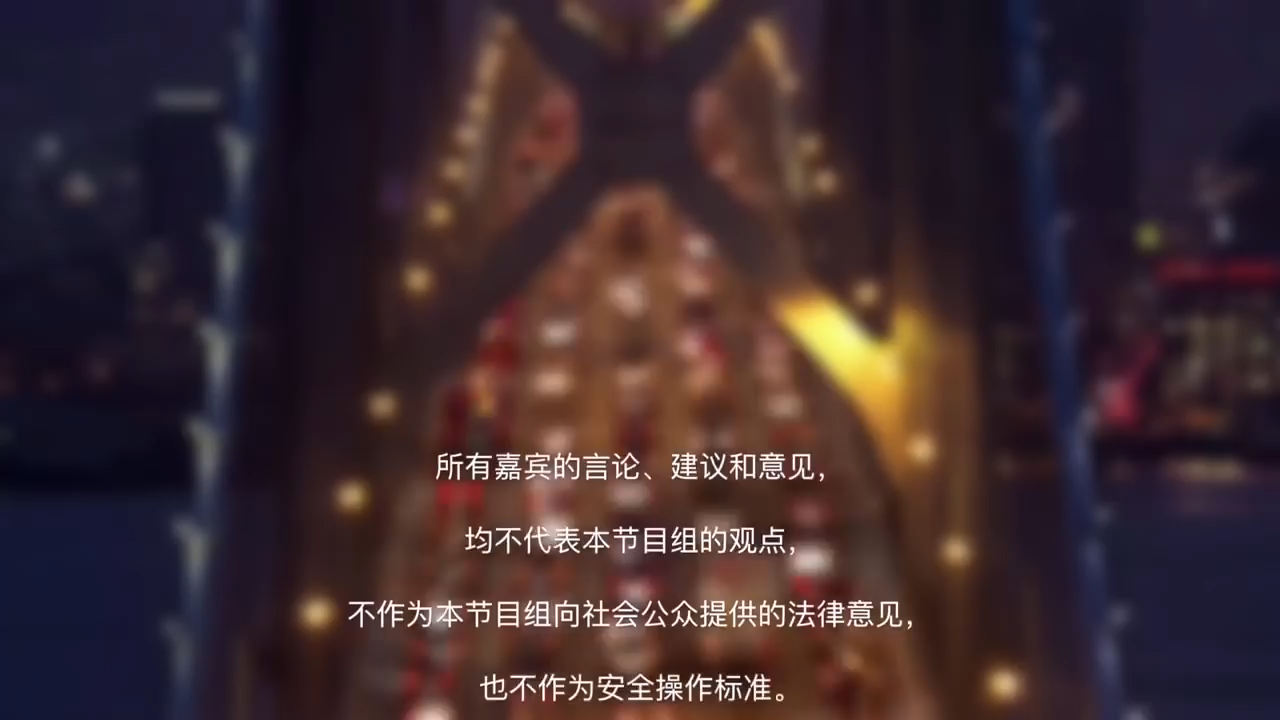 所有嘉宾的言论、建议和意见，
均不代表本节目组的观点，
不作为本节目组向社会公众提供的法律意见，
也不作为安全操作标准。